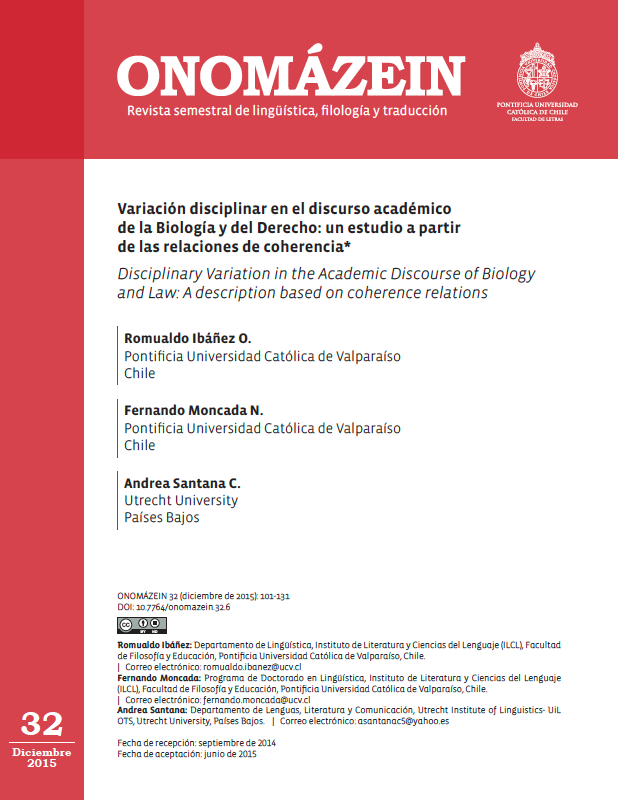 ONOMÁZEIN
Revista semestral de lingüística, filología y traducción
PONTIFICIA UNIVERSIDAD
CATÓLICA DE CHILE
FACULTAD DE LETRAS
Variación disciplinar en el discurso académico
de la Biología y del Derecho: un estudio a partir
de las relaciones de coherencia*
Disciplinary Variation in the Academic Discourse of Biology
and Law: A description based on coherence relations
Romualdo Ibáñez O.
Pontificia Universidad Católica de Valparaíso
Chile
Fernando Moncada N.
Pontificia Universidad Católica de Valparaíso
Chile
Andrea Santana C.
Utrecht University
Países Bajos
ONOMÁZEIN 32 (diciembre de 2015): 101-131
DOI: 10.7764/onomazein.32.6
cc
BY ND
Romualdo Ibáñez: Departamento de Lingüística, Instituto de Literatura y Ciencias del Lenguaje (ILCL), Facultad
de Filosofía y Educación, Pontificia Universidad Católica de Valparaíso, Chile.
| Correo electrónico: romualdo.ibanez@ucv.cl
Fernando Moncada: Programa de Doctorado en Lingüística, Instituto de Literatura y Ciencias del Lenguaje
(ILCL), Facultad de Filosofía y Educación, Pontificia Universidad Católica de Valparaíso, Chile.
| Correo electrónico: fernando.moncada@ucv.cl
Andrea Santana: Departamento de Lenguas, Literatura y Comunicación, Utrecht Institute of Linguistics- UiL
OTS, Utrecht University, Países Bajos. | Correo electrónico: asantanac5@yahoo.es
Fecha de recepción: septiembre de 2014
Fecha de aceptación: junio de 2015
32
Diciembre
2015